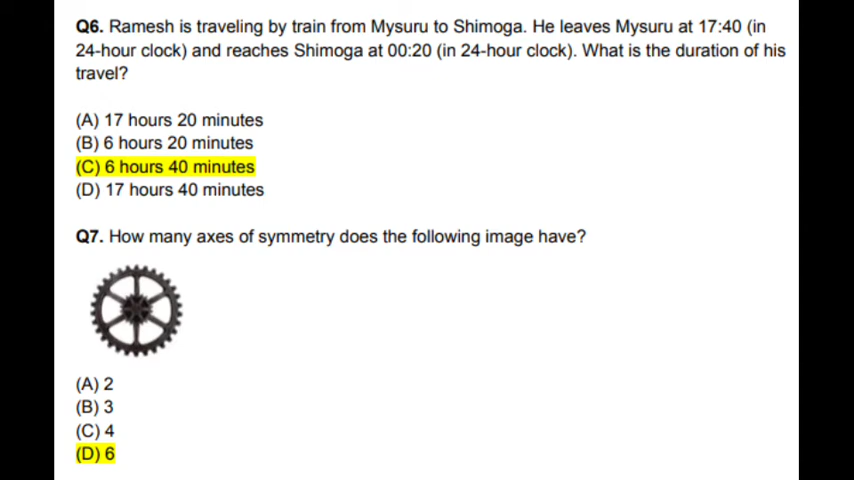 Q6. Ramesh is traveling by train from Mysuru to Shimoga. He leaves Mysuru at 17:40 (in
24-hour clock) and reaches Shimoga at 00:20 (in 24-hour clock). What is the duration of his
travel?
(A) 17 hours 20 minutes
(B) 6 hours 20 minutes
(C) 6 hours 40 minutes
(D) 17 hours 40 minutes
Q7. How many axes of symmetry does the following image have?
(A) 2
(B) 3
(C) 4
(D) 6